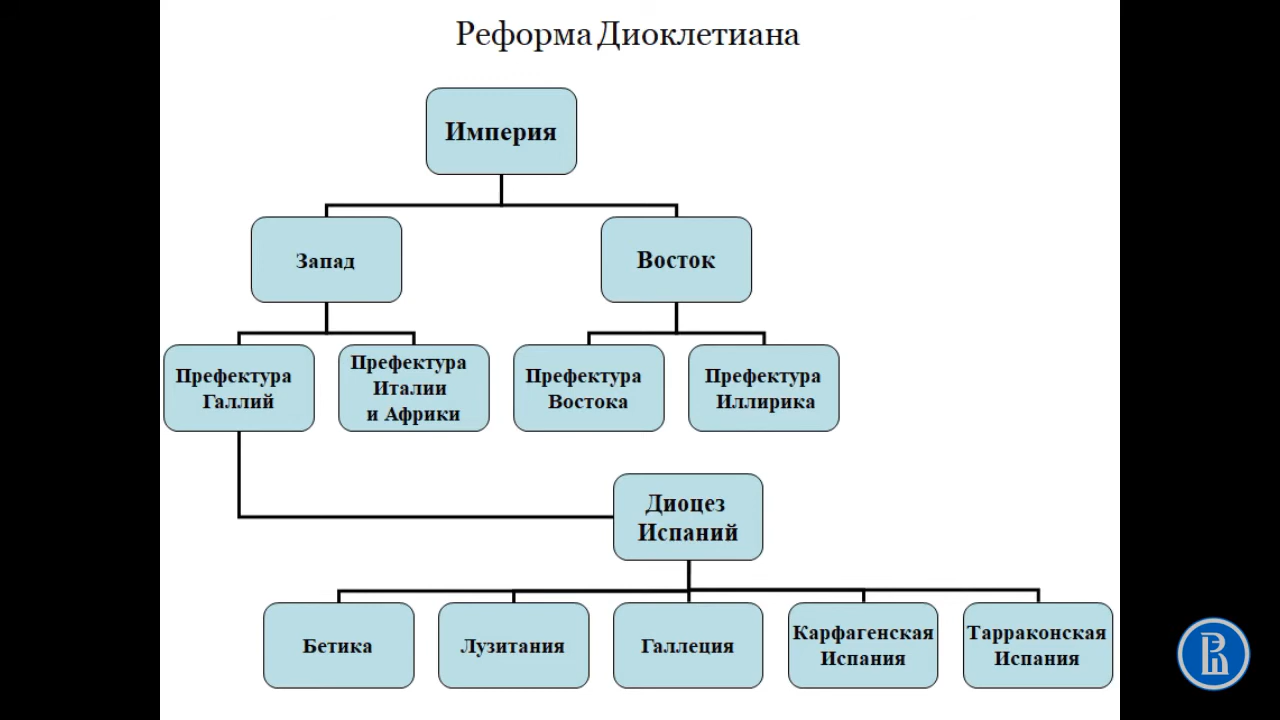 Реформа Диоклетиана
Империя
Запад
Восток
Префектура
Галлий
Префектура
Италии
и Африки
Префектура
Востока
Префектура
Иллирика
Диоцез
Испаний
Бетика
Лузитания
Галлеция
Карфагенская
Испания
Тарраконская
Испания